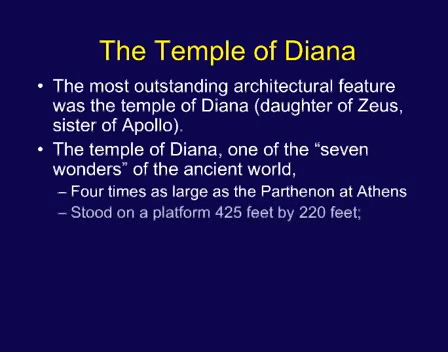 The Temple of Diana
• The most outstanding architectural feature
was the temple of Diana (daughter of Zeus,
sister of Apollo).
• The temple of Diana, one of the “seven
wonders” of the ancient world,
– Four times as large as the Parthenon at Athens
– Stood on a platform 425 feet by 220 feet;